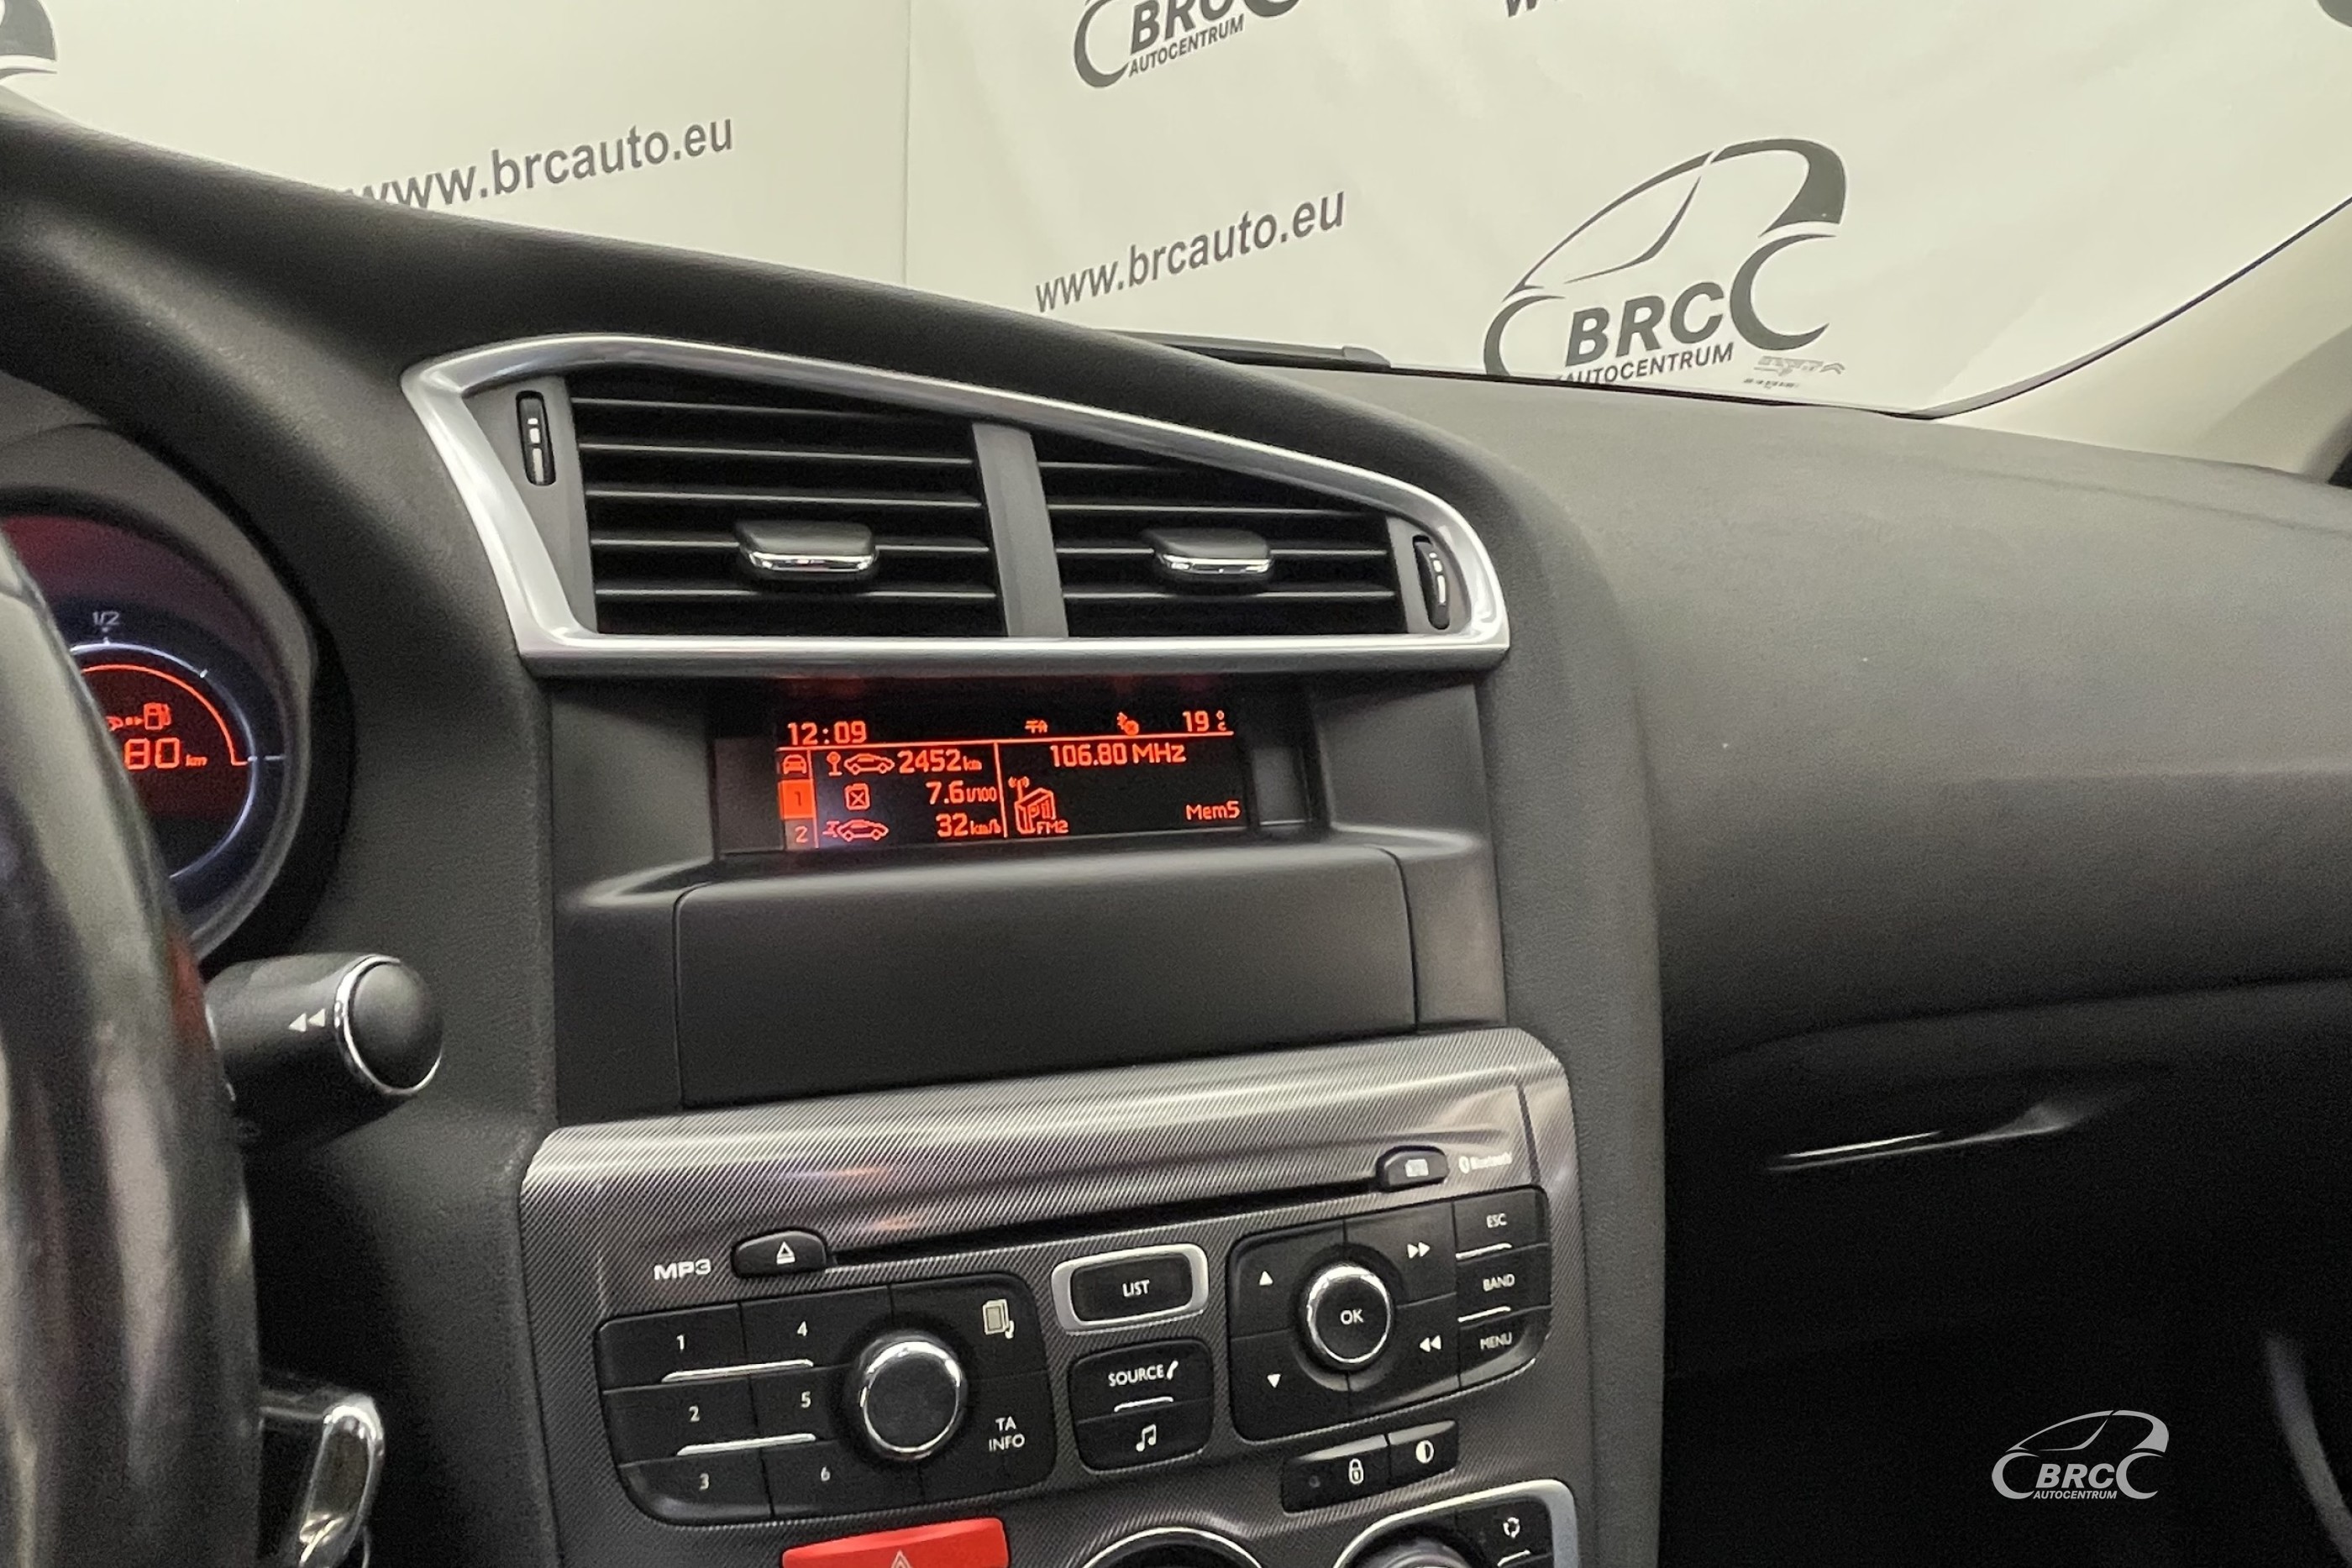 BRC
AUTOCENTRUM
www.brcauto.eu
www.brcauto.eu
BRC
AUTOCENTRUM
1/2
80 km
12:09
TA
19 °C
2452 km
106.80 MHz
1
7.6 l/100
2
32 km/h
FM2
Mem5
Bluetooth
MP3
LIST
ESC
BAND
MENU
OK
1
4
2
5
3
6
TA
INFO
SOURCE
BRC
AUTOCENTRUM